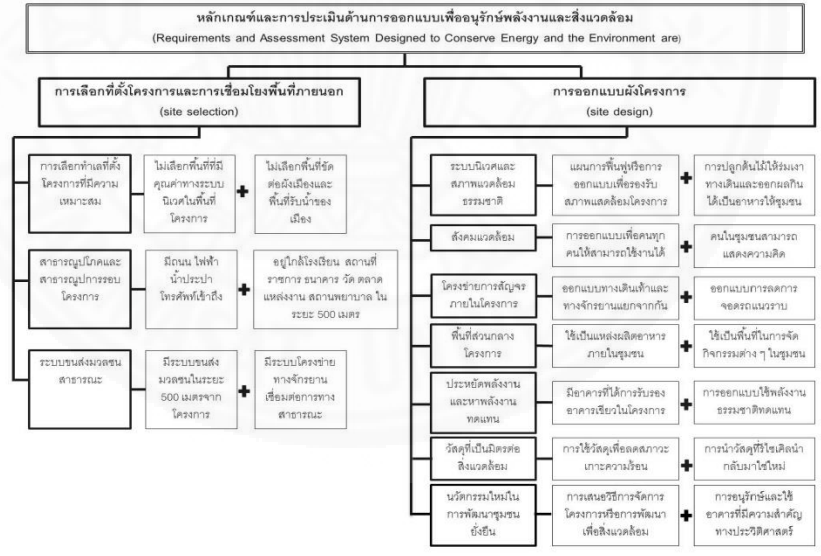 หลักเกณฑ์และการประเมินด้านการออกแบบเพื่ออนุรักษ์พลังงานและสิ่งแวดล้อม
(Requirements and Assessment System Designed to Conserve Energy and the Environment are)
การเลือกที่ตั้งโครงการและการเชื่อมโยงพื้นที่ภายนอก
(site selection)
การเลือกทำเลที่ตั้ง
โครงการที่มีความ
เหมาะสม
ไม่เลือกพื้นที่ที่มี
คุณค่าทางระบบ
นิเวศในพื้นที่
โครงการ
+
ไม่เลือกพื้นที่ขัด
ต่อผังเมืองและ
พื้นที่รับน้ำของ
เมือง
สาธารณูปโภคและ
สาธารณูปการรอบ
โครงการ
มีถนน ไฟฟ้า
น้ำประปา
โทรศัพท์เข้าถึง
+
อยู่ใกล้โรงเรียน สถานที่
ราชการ ธนาคาร วัด ตลาด
แหล่งงาน สถานพยาบาล ใน
ระยะ 500 เมตร
ระบบขนส่งมวลชน
สาธารณะ
มีระบบขนส่ง
มวลชนในระยะ
500 เมตรจาก
โครงการ
+
มีระบบโครงข่าย
ทางจักรยาน
เชื่อมต่อการทาง
สาธารณะ
การออกแบบผังโครงการ
(site design)
ระบบนิเวศและ
สภาพแวดล้อม
ธรรมชาติ
แผนการฟื้นฟูหรือการ
ออกแบบเพื่อรองรับ
สภาพแสดล้อมโครงการ
+
การปลูกต้นไม้ให้ร่มเงา
ทางเดินและออกผลกิน
ได้เป็นอาหารให้ชุมชน
สังคมแวดล้อม
การออกแบบเพื่อคนทุก
คนให้สามารถใช้งานได้
+
คนในชุมชนสามารถ
แสดงความคิด
โครงข่ายการสัญจร
ภายในโครงการ
ออกแบบทางเดินเท้าและ
ทางจักรยานแยกจากกัน
+
ออกแบบการลดการ
จอดรถแนวราบ
พื้นที่สวนกลาง
โครงการ
ใช้เป็นแหล่งผลิตอาหาร
ภายในชุมชน
+
ใช้เป็นพื้นที่ในการจัด
กิจกรรมต่าง ๆ ในชุมชน
ประหยัดพลังงาน
และหาพลังงาน
ทดแทน
มีอาคารที่ได้การรับรอง
อาคารเขียวในโครงการ
+
การออกแบบใช้พลังงาน
ธรรมชาติทดแทน
วัสดุที่เป็นมิตรต่อ
สิ่งแวดล้อม
การใช้วัสดุเพื่อลดสภาวะ
เกาะความร้อน
+
การนำวัสดุที่รีไซเคิลนำ
กลับมาใช่ใหม่
นวัตกรรมใหม่ใน
การพัฒนาชุมชน
ยั่งยืน
การเสนอวิธีการจัดการ
โครงการหรือการพัฒนา
เพื่อสิ่งแวดล้อม
+
การอนุรักษ์และใช้
อาคารที่มีความสำคัญ
ทางประวิติศาสตร์